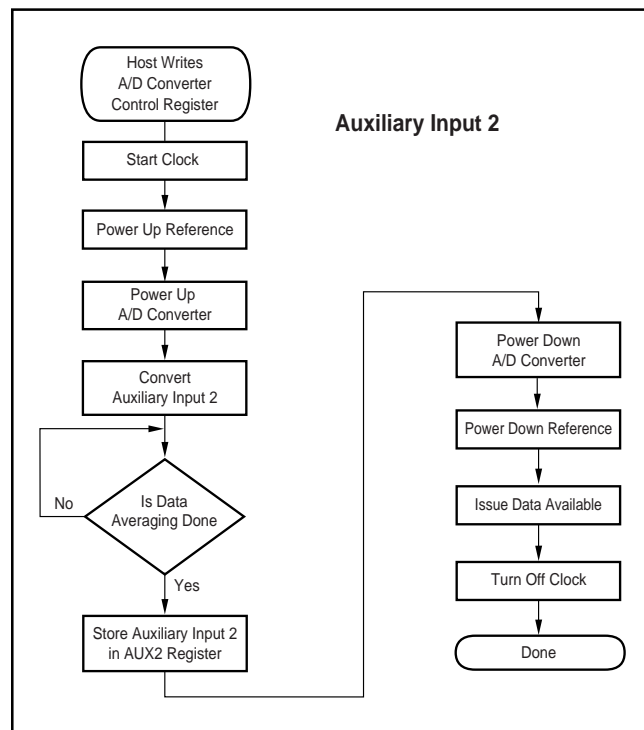 Host Writes
A/D Converter
Control Register
Auxiliary Input 2
Start Clock
Power Up Reference
Power Up
A/D Converter
Convert
Auxiliary Input 2
No
Is Data
Averaging Done
Yes
Store Auxiliary Input 2
in AUX2 Register
Power Down
A/D Converter
Power Down Reference
Issue Data Available
Turn Off Clock
Done